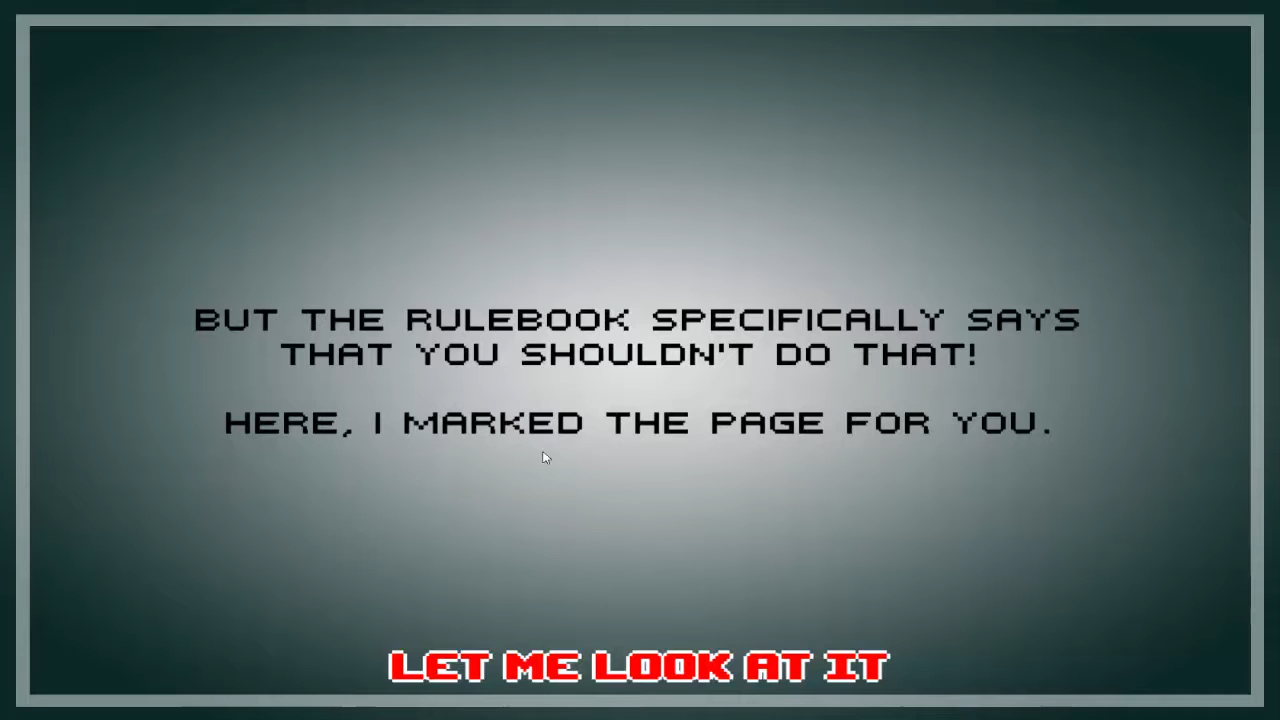 BUT THE RULEBOOK SPECIFICALLY SAYS
THAT YOU SHOULDN'T DO THAT!
HERE, I MARKED THE PAGE FOR YOU.
LET ME LOOK AT IT